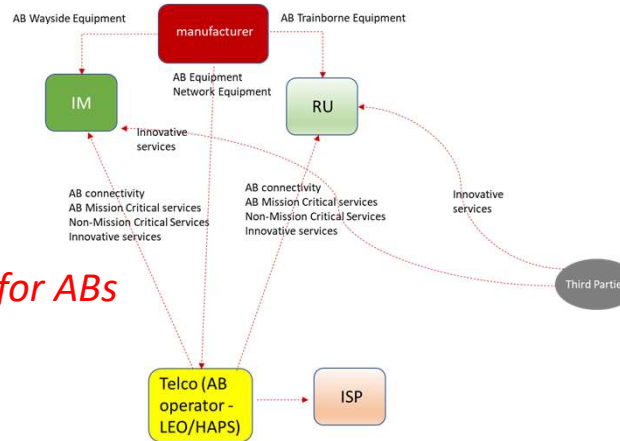 AB Wayside Equipment
manufacturer
AB Trainborne Equipment
AB Equipment
Network Equipment
IM
RU
Innovative
services
AB connectivity
AB Mission Critical services
Non-Mission Critical Services
Innovative services
AB connectivity
AB Mission Critical services
Non-Mission Critical Services
Innovative services
Innovative
services
for ABs
Third Partie
Telco (AB
operator -
LEO/HAPS)
ISP